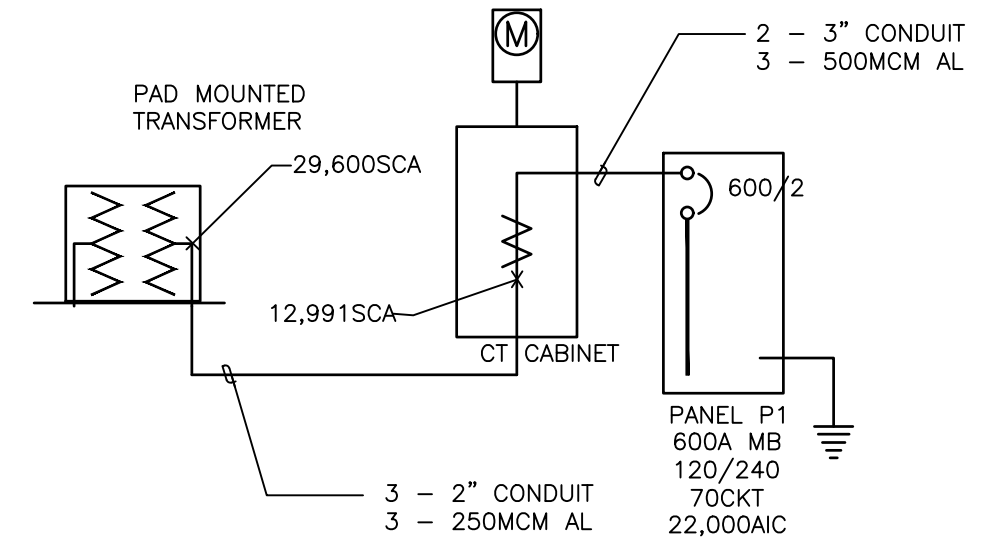 M
2 – 3” CONDUIT
3 – 500MCM AL
PAD MOUNTED
TRANSFORMER
29,600SCA
600/2
12,991SCA
CT CABINET
PANEL P1
600A MB
120/240
70CKT
22,000AIC
3 – 2” CONDUIT
3 – 250MCM AL